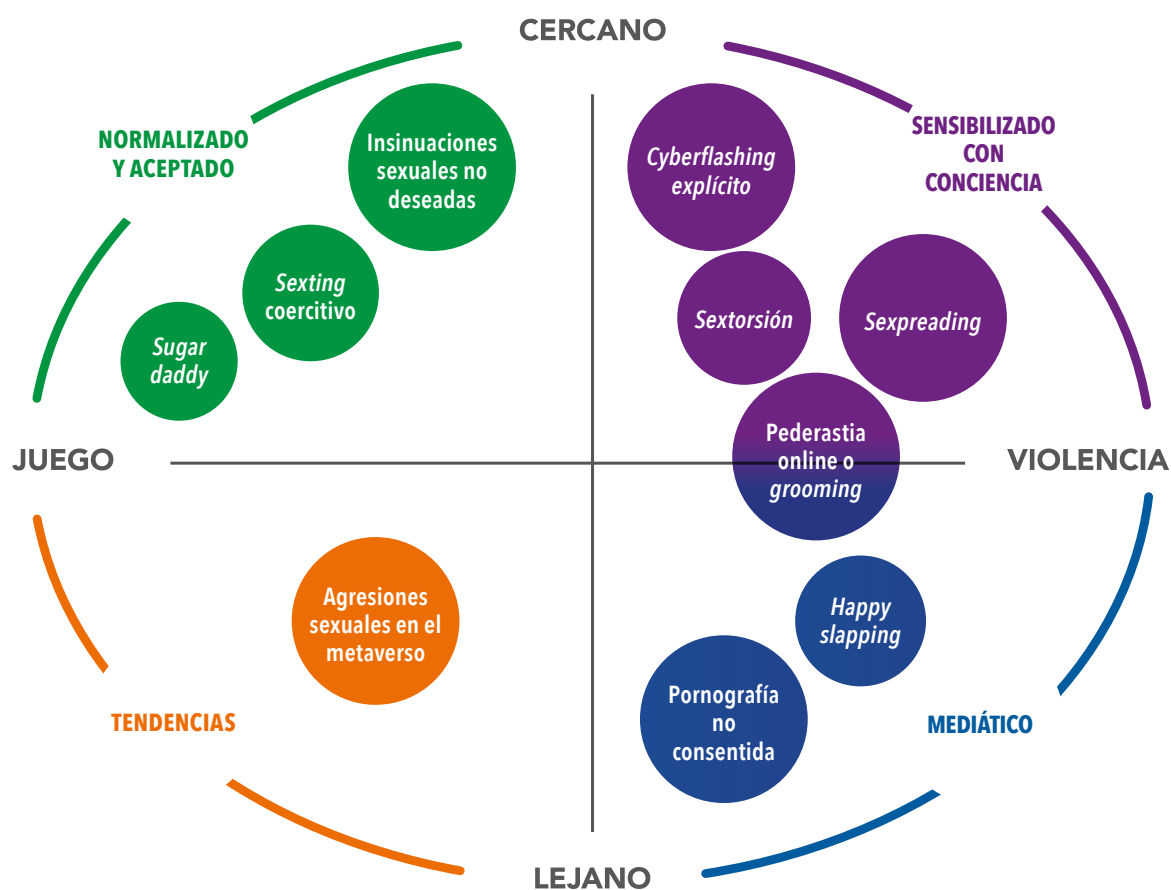 CERCANO
NORMALIZADO
Y ACEPTADO
Insinuaciones
sexuales no
deseadas
Sexting
coercitivo
Sugar
daddy
Cyberflashing
explícito
SENSIBILIZADO
CON
CONCIENCIA
Sextorsión
Sexpreading
Pederastia
online o
grooming
JUEGO
VIOLENCIA
Agresiones
sexuales en el
metaverso
TENDENCIAS
Happy
slapping
Pornografía
no
consentida
MEDIÁTICO
LEJANO